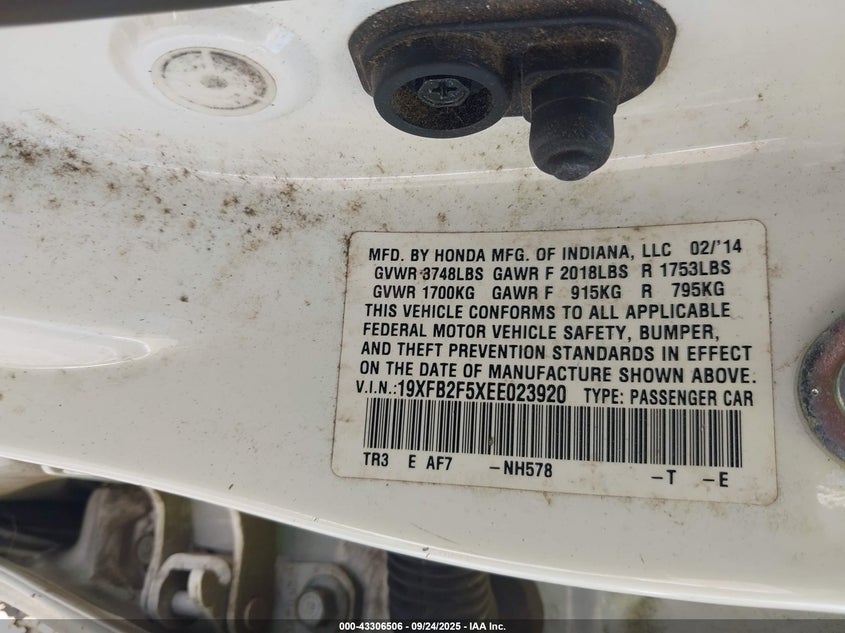 MFD. BY HONDA MFG. OF INDIANA, LLC 02/'14
GVWR 3748LBS GAWR F 2018LBS R 1753LBS
GVWR 1700KG GAWR F 915KG R 795KG
THIS VEHICLE CONFORMS TO ALL APPLICABLE
FEDERAL MOTOR VEHICLE SAFETY, BUMPER,
AND THEFT PREVENTION STANDARDS IN EFFECT
ON THE DATE OF MANUFACTURE SHOWN ABOVE.
V.I.N.:19XFB2F5XEE023920 TYPE: PASSENGER CAR
TR3 E AF7 -NH578 -T -E
000-43306506 - 09/24/2025 - IAA Inc.